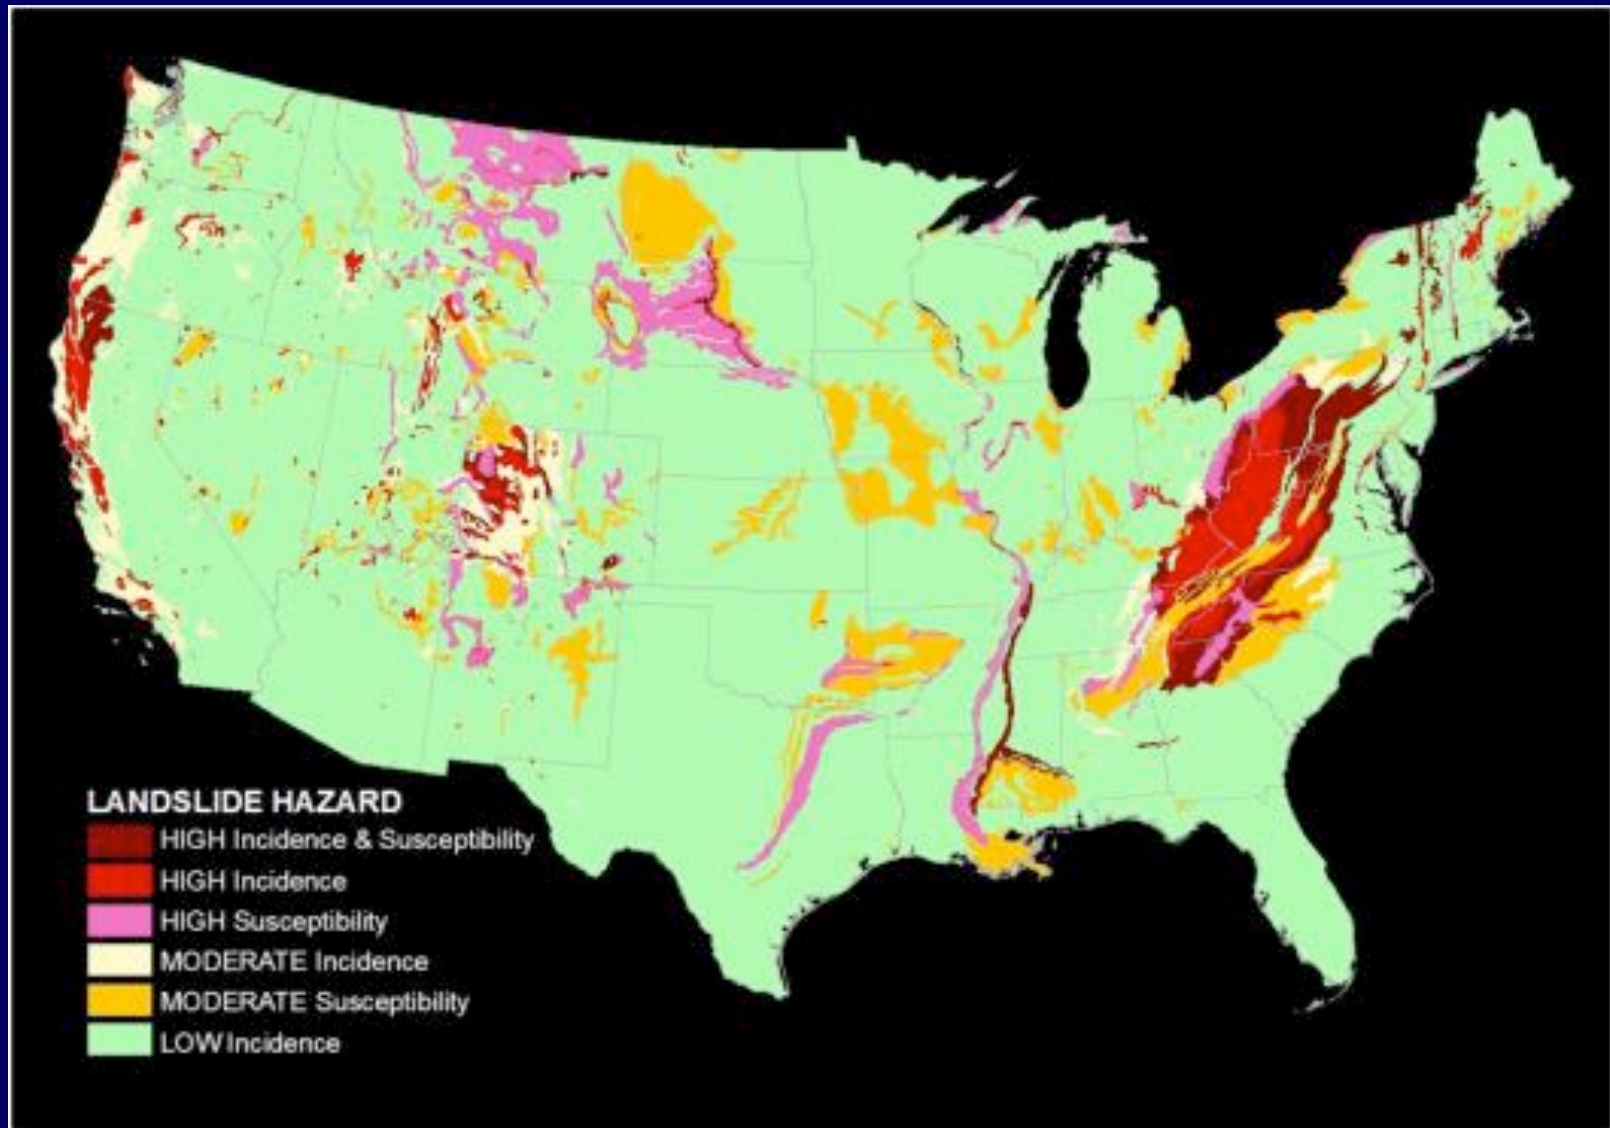 LANDSLIDE HAZARD
HIGH Incidence & Susceptibility
HIGH Incidence
HIGH Susceptibility
MODERATE Incidence
MODERATE Susceptibility
LOW Incidence